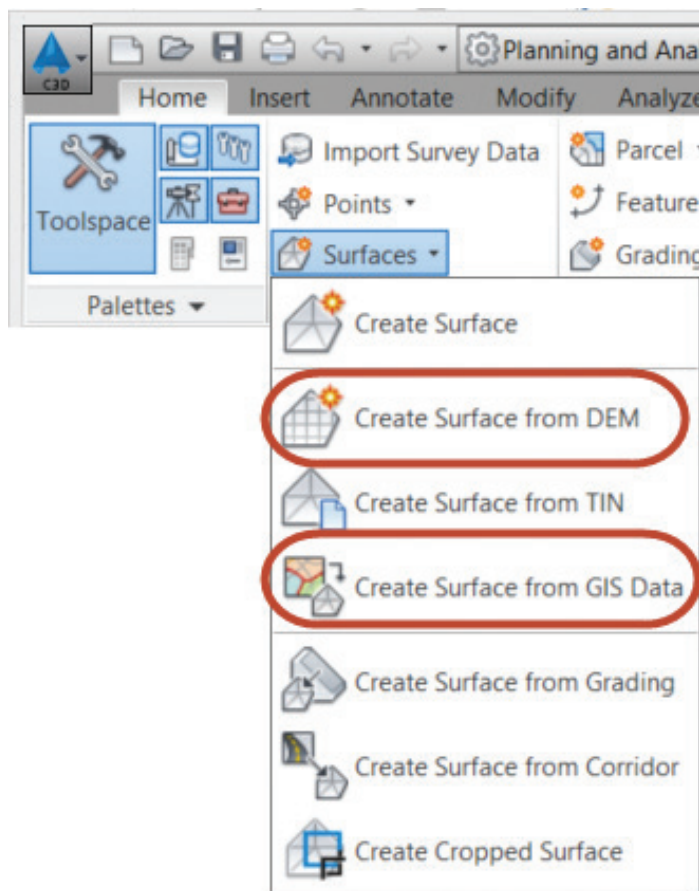 Planning and Ana
C3D
Home Insert Annotate Modify Analyze
Import Survey Data Parcel
Toolspace Points Feature
Surfaces Grading
Palettes
Create Surface
Create Surface from DEM
Create Surface from TIN
Create Surface from GIS Data
Create Surface from Grading
Create Surface from Corridor
Create Cropped Surface